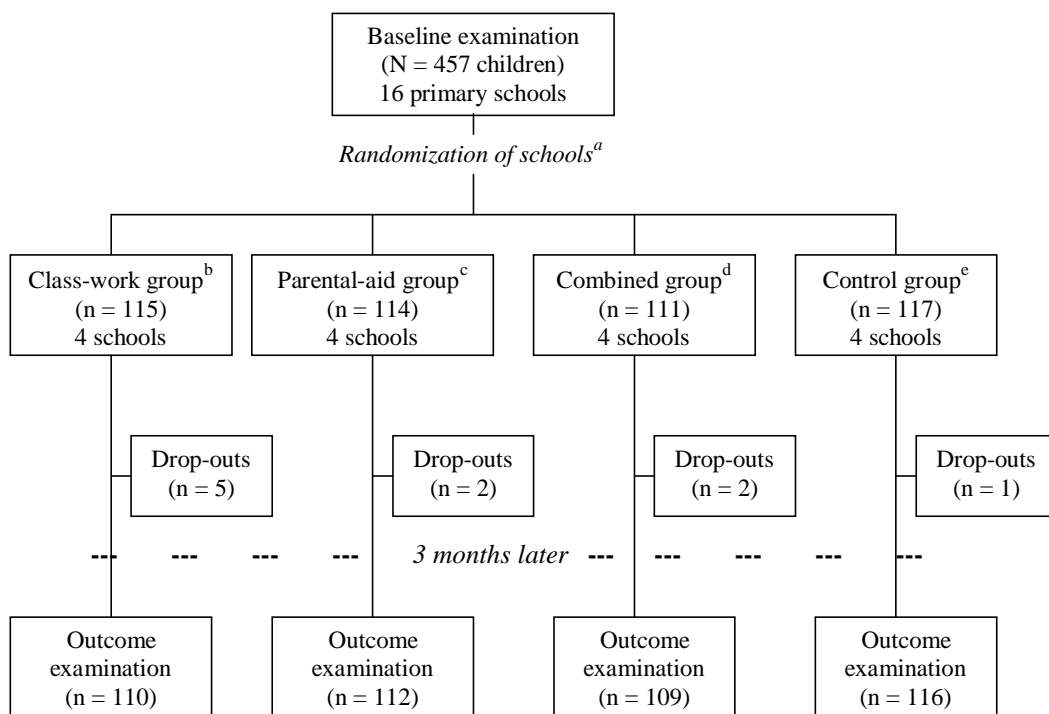 Baseline examination
(N = 457 children)
16 primary schools
Randomization of schools^a
Class-work group^b
(n = 115)
4 schools
Parental-aid group^c
(n = 114)
4 schools
Combined group^d
(n = 111)
4 schools
Control group^e
(n = 117)
4 schools
Drop-outs
(n = 5)
Drop-outs
(n = 2)
Drop-outs
(n = 2)
Drop-outs
(n = 1)
3 months later
Outcome
examination
(n = 110)
Outcome
examination
(n = 112)
Outcome
examination
(n = 109)
Outcome
examination
(n = 116)